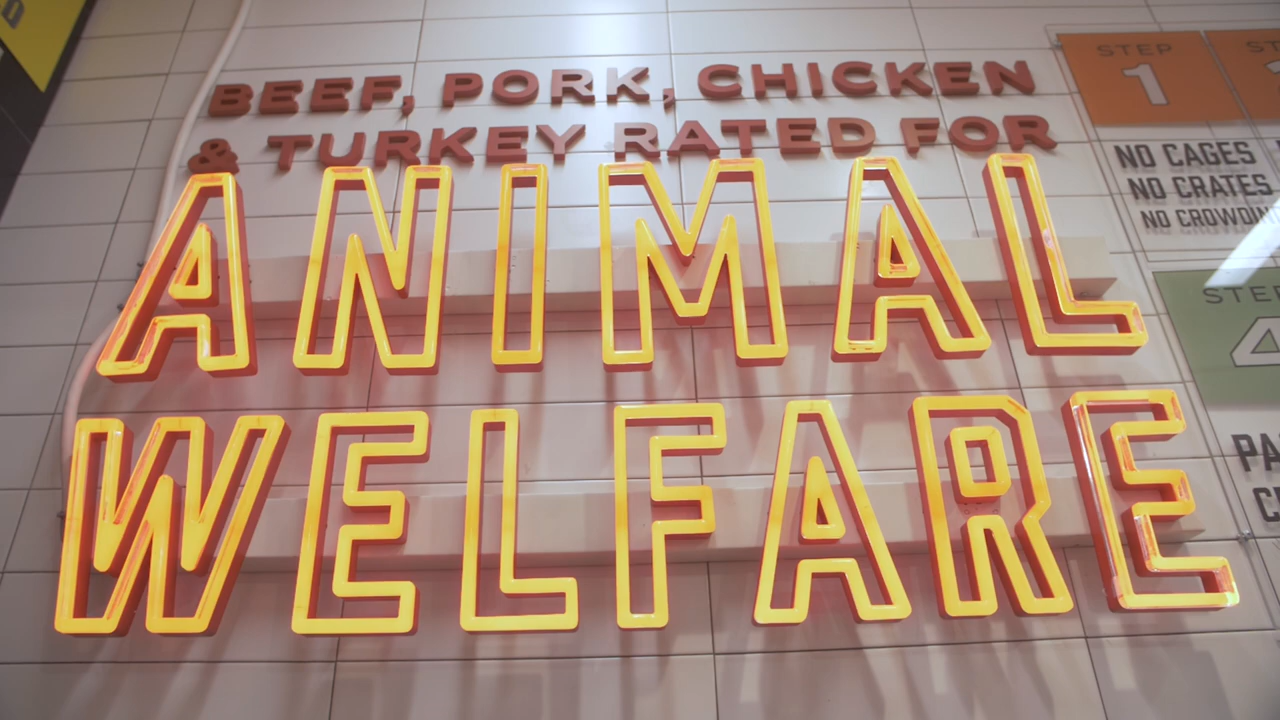 BEEF, PORK, CHICKEN
& TURKEY RATED FOR
ANIMAL
WELFARE
STEP
1
NO CAGES
NO CRATES
STEP
4